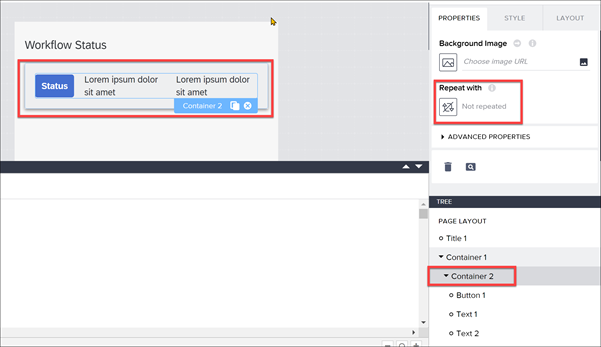 Workflow Status
Status
Lorem ipsum dolor
sit amet
Lorem ipsum dolor
sit amet
Container 2
PROPERTIES
STYLE
LAYOUT
Background Image
Choose image URL
Repeat with
Not repeated
ADVANCED PROPERTIES
TREE
PAGE LAYOUT
Title 1
Container 1
Container 2
Button 1
Text 1
Text 2